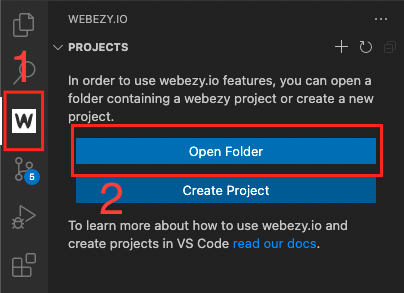 WEBEZY.IO
PROJECTS
1
In order to use webezy.io features, you can open a
folder containing a webezy project or create a new
project.
W
Open Folder
5
2
Create Project
To learn more about how to use webezy.io and
create projects in VS Code read our docs.